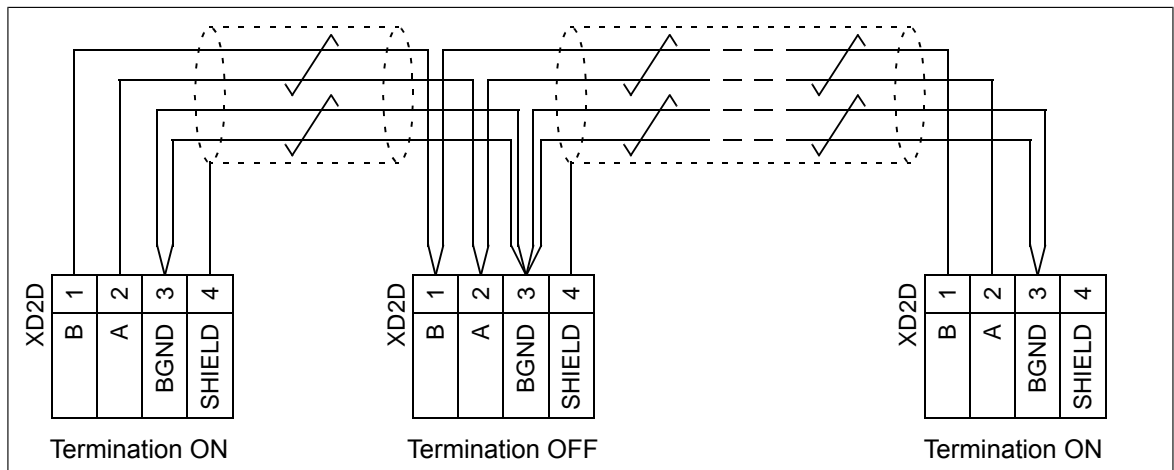 XD2D
1 2 3 4
B A BGND SHIELD
XD2D
1 2 3 4
B A BGND SHIELD
XD2D
1 2 3 4
B A BGND SHIELD
Termination ON
Termination OFF
Termination ON